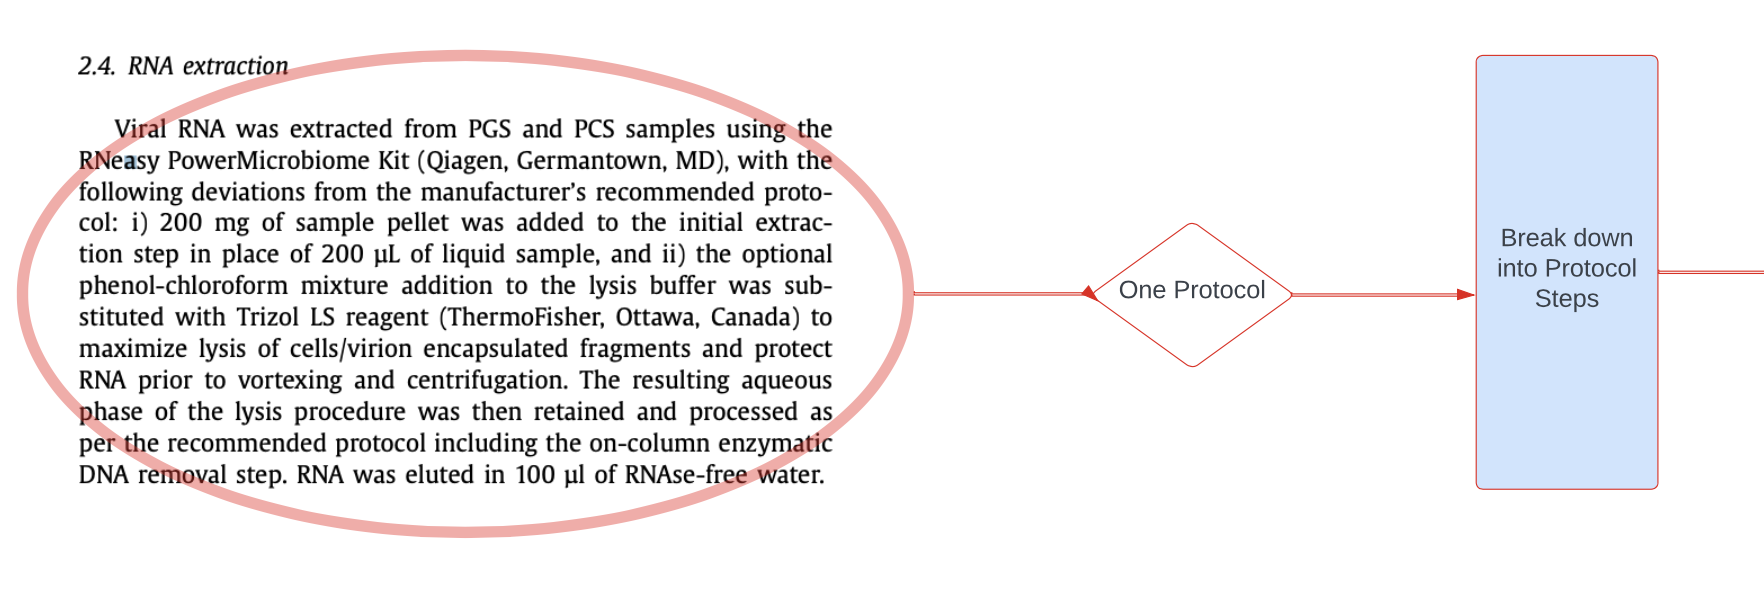 2.4. RNA extraction
Viral RNA was extracted from PGS and PCS samples using the
RNeasy PowerMicrobiome Kit (Qiagen, Germantown, MD), with the
following deviations from the manufacturer's recommended proto-
col: i) 200 mg of sample pellet was added to the initial extrac-
tion step in place of 200 μL of liquid sample, and ii) the optional
phenol-chloroform mixture addition to the lysis buffer was sub-
stituted with Trizol LS reagent (ThermoFisher, Ottawa, Canada) to
maximize lysis of cells/virion encapsulated fragments and protect
RNA prior to vortexing and centrifugation. The resulting aqueous
phase of the lysis procedure was then retained and processed as
per the recommended protocol including the on-column enzymatic
DNA removal step. RNA was eluted in 100 μl of RNAse-free water.
One Protocol
Break down
into Protocol
Steps